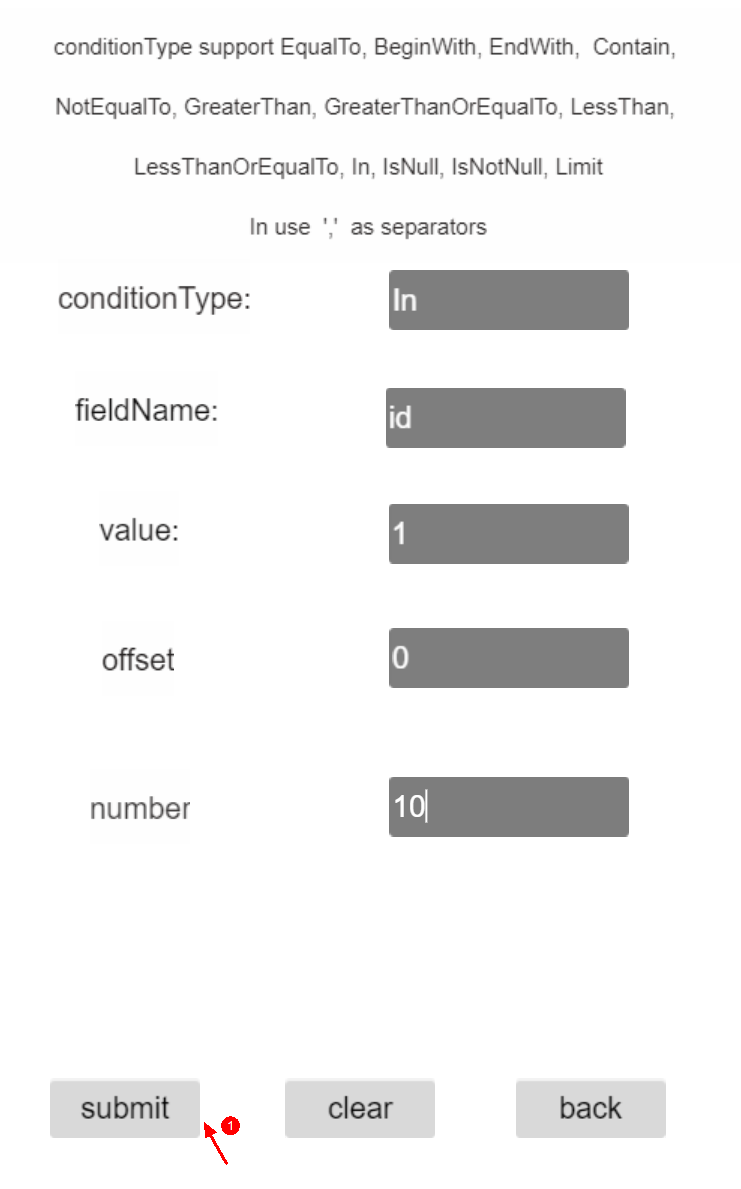 conditionType support EqualTo, BeginWith, EndWith,  Contain,
NotEqualTo, GreaterThan, GreaterThanOrEqualTo, LessThan,
LessThanOrEqualTo, In, IsNull, IsNotNull, Limit
In use  ','  as separators
conditionType: In
fieldName: id
value: 1
offset 0
number 10
submit clear back
1